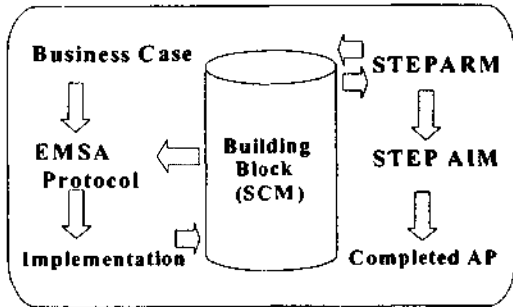 Business Case
EMSA
Protocol
Implementation
Building
Block
(SCM)
STEPARM
STEP AIM
Completed AP